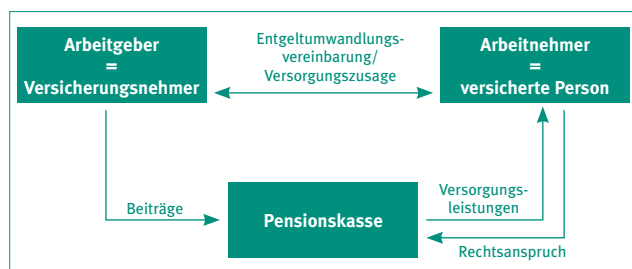 Arbeitgeber
=
Versicherungsnehmer
Entgeltumwandlungs-
vereinbarung/
Versorgungszusage
Arbeitnehmer
=
versicherte Person
Beiträge
Pensionskasse
Versorgungs-
leistungen
Rechtsanspruch